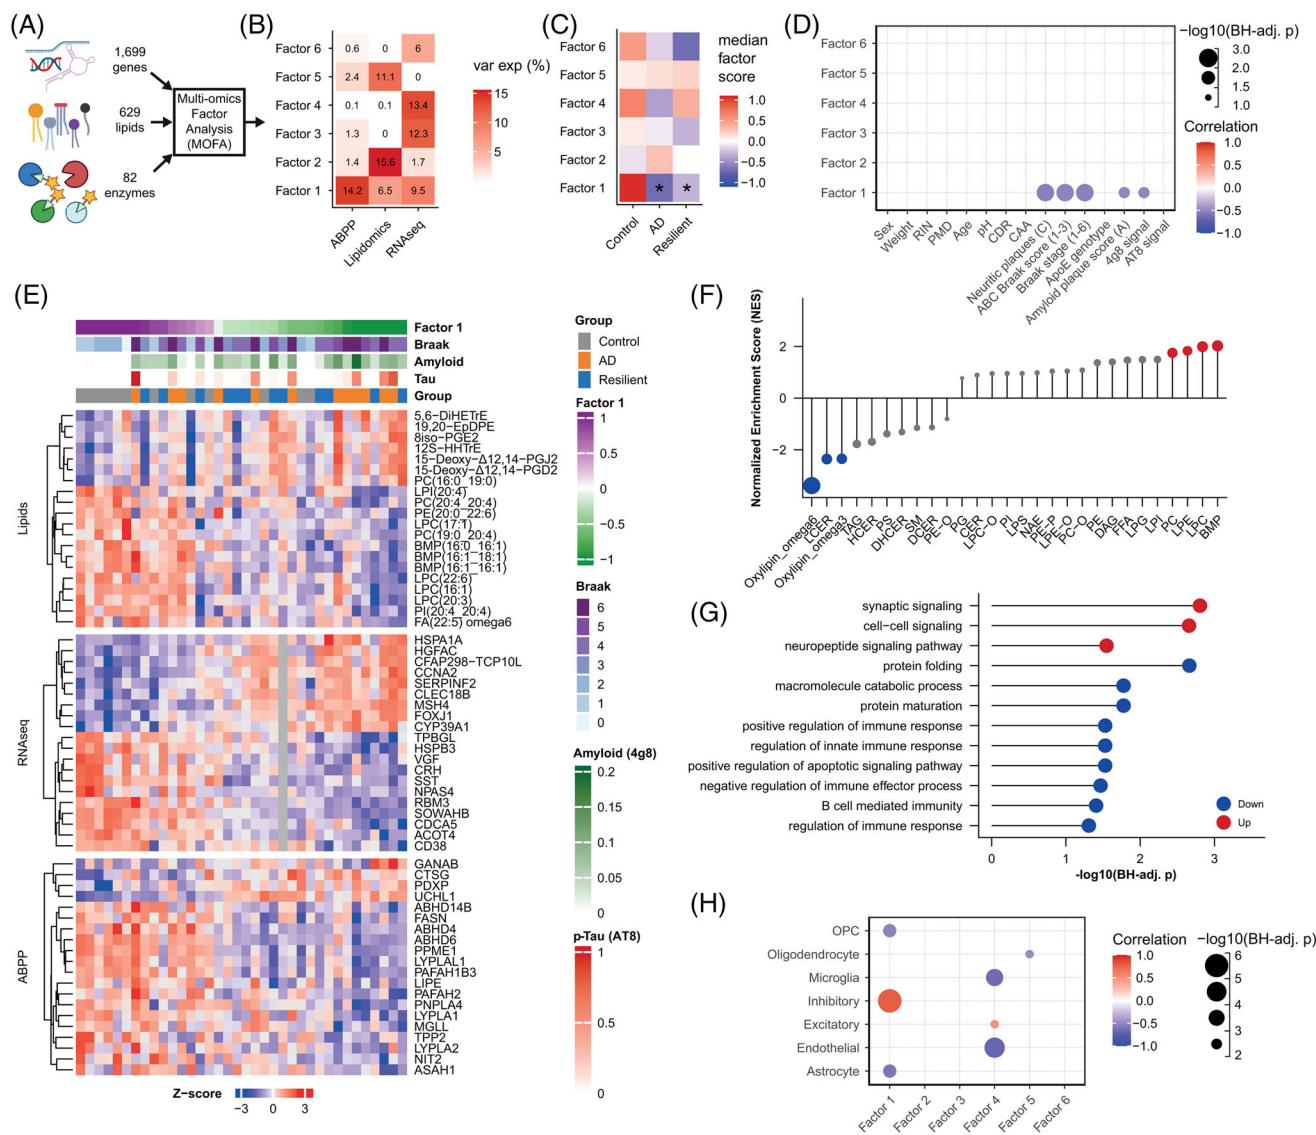 (A)
1,699
genes
629
lipids
82
enzymes
Multi-omics
Factor
Analysis
(MOFA)
(B)
Factor 6
Factor 5
Factor 4
Factor 3
Factor 2
Factor 1
0.6 0 6
2.4 11.1 0
0.1 0.1 13.4
1.3 0 12.3
1.4 15.6 1.7
14.2 6.5 9.5
ABPP
Lipidomics
RNAseq
var exp (%)
15
10
5
(C)
Factor 6
Factor 5
Factor 4
Factor 3
Factor 2
Factor 1
* *
Control
AD
Resilient
median
factor
score
1.0
0.5
0.0
−0.5
−1.0
(D)
Factor 6
Factor 5
Factor 4
Factor 3
Factor 2
Factor 1
Sex
Weight
RIN
PMD
Age
pH
CDR
CAA
Neuritic plaques (C)
ABC Braak score (1-3)
Braak stage (1-6)
ApoE genotype
Amyloid plaque score (A)
4g8 signal
AT8 signal
−log10(BH-adj. p)
3.0
2.0
1.0
Correlation
1.0
0.5
0.0
−0.5
−1.0
(E)
Factor 1
Braak
Amyloid
Tau
Group
Lipids
5,6−DiHETrE
19,20−EpDPE
8iso−PGE2
12S−HHTrE
15−Deoxy−Δ12,14−PGJ2
15−Deoxy−Δ12,14−PGD2
PC(16:0_19:0)
LPI(20:4)
PC(20:4_20:4)
PE(20:0_22:6)
LPC(17:1)
PC(19:0_20:4)
BMP(16:0_16:1)
BMP(16:1_18:1)
BMP(16:1_16:1)
LPC(22:6)
LPC(16:1)
LPC(20:3)
PI(20:4_20:4)
FA(22:5) omega6
RNAseq
HSPA1A
HGFAC
CFAP298−TCP10L
CCNA2
SERPINF2
CLEC18B
MSH4
FOXJ1
CYP39A1
TPBGL
HSPB3
VGF
CRH
SST
NPAS4
RBM3
SOWAHB
CDCA5
ACOT4
CD38
ABPP
GANAB
CTSG
PDXP
UCHL1
ABHD14B
FASN
ABHD4
ABHD6
PPME1
LYPLAL1
PAFAH1B3
LIPE
PAFAH2
PNPLA4
LYPLA1
MGLL
TPP2
LYPLA2
NIT2
ASAH1
Z−score
−3 0 3
Group
Control
AD
Resilient
Factor 1
1
0.5
0
−0.5
−1
Braak
6
5
4
3
2
1
0
Amyloid (4g8)
0.2
0.15
0.1
0.05
0
p-Tau (AT8)
1
0.5
0
(F)
Normalized Enrichment Score (NES)
2
0
−2
Oxylipin_omega6
LCER
Oxylipin_omega3
TAG
HCER
PS
DHCER
SM
DCER
PE−O
PG
CER
LPC−O
PI
LPS
NAE
PE−P
LPE−O
PC−O
PE
DAG
FFA
LPG
LPI
PC
LPE
LPC
BMP
(G)
synaptic signaling
cell−cell signaling
neuropeptide signaling pathway
protein folding
macromolecule catabolic process
protein maturation
positive regulation of immune response
regulation of innate immune response
positive regulation of apoptotic signaling pathway
negative regulation of immune effector process
B cell mediated immunity
regulation of immune response
0 1 2 3
-log10(BH-adj. p)
Down
Up
(H)
OPC
Oligodendrocyte
Microglia
Inhibitory
Excitatory
Endothelial
Astrocyte
Factor 1
Factor 2
Factor 3
Factor 4
Factor 5
Factor 6
Correlation
1.0
0.5
0.0
−0.5
−1.0
−log10(BH-adj. p)
6
5
4
3
2